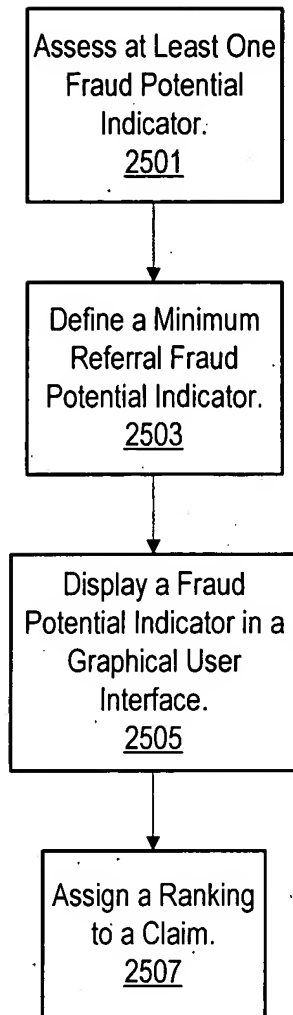 Assess at Least One
Fraud Potential
Indicator.
2501
Define a Minimum
Referral Fraud
Potential Indicator.
2503
Display a Fraud
Potential Indicator in a
Graphical User
Interface.
2505
Assign a Ranking
to a Claim.
2507